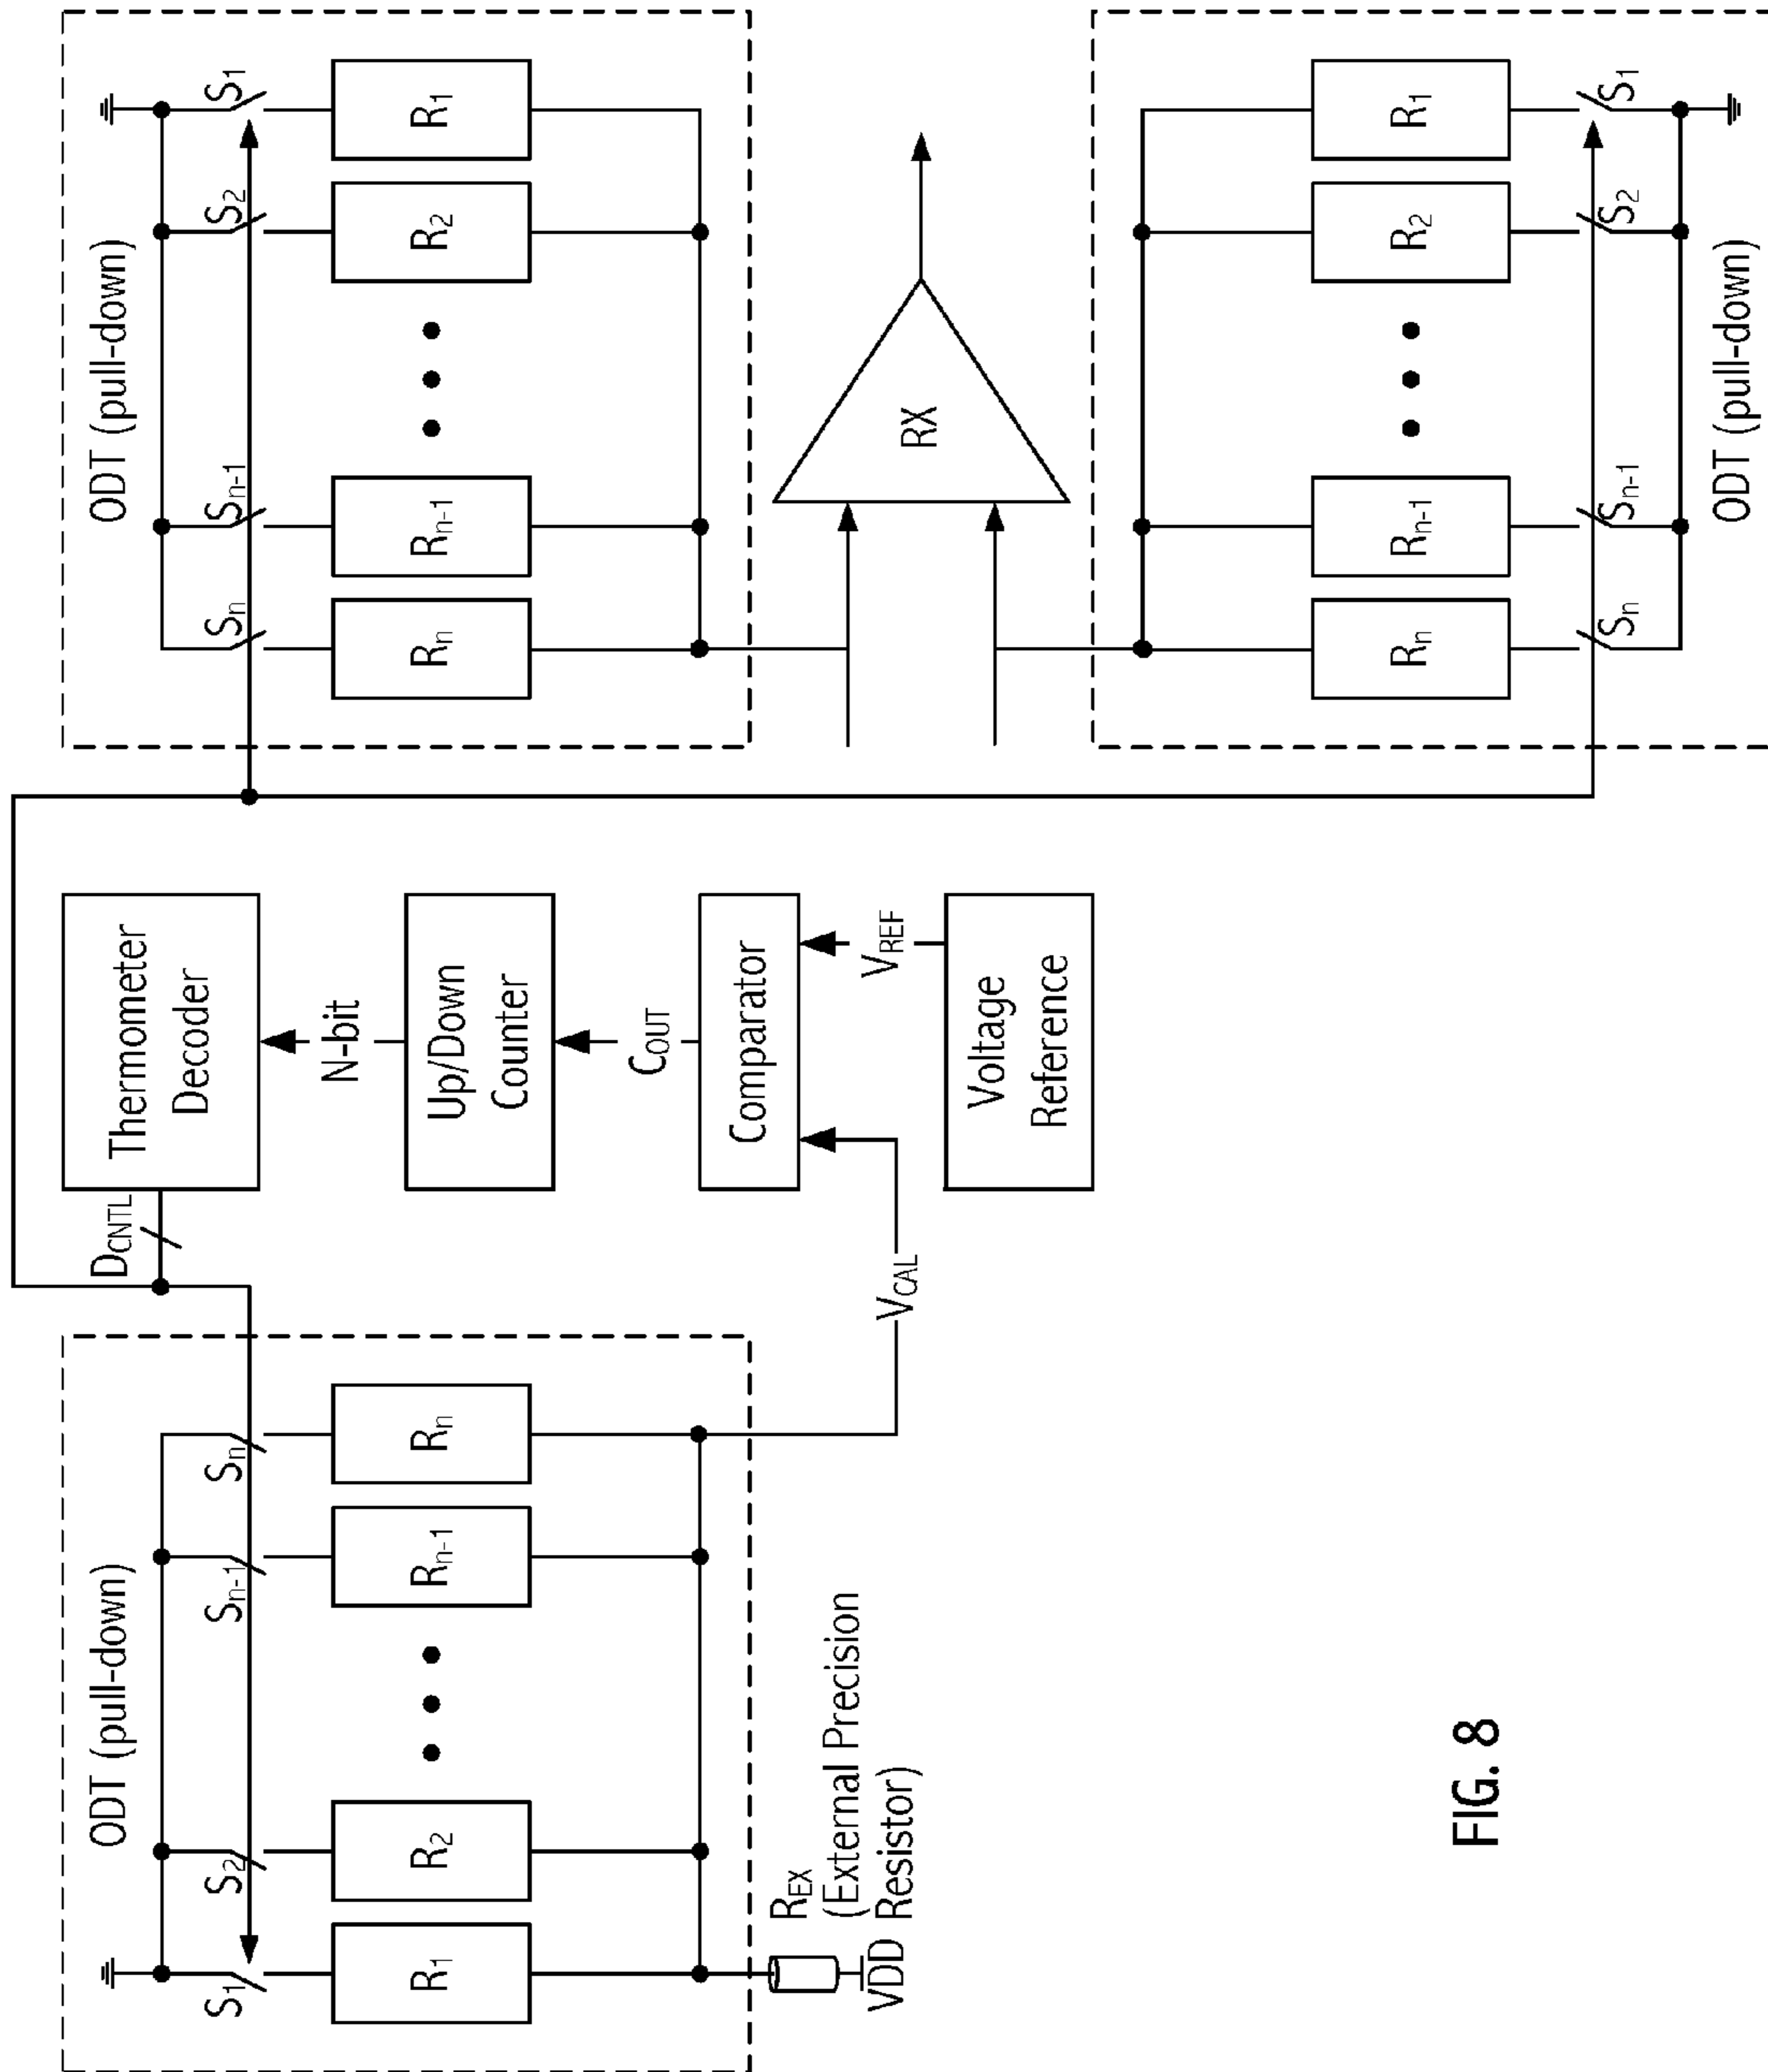 ODT (pull-down)
S1
S2
Sn-1
Sn
R1
R2
Rn-1
Rn
REX
(External Precision
Resistor)
VDD
VCAL
DCNTL
Thermometer
Decoder
N-bit
Up/Down
Counter
COUT
Comparator
VREF
Voltage
Reference
ODT (pull-down)
Sn
Sn-1
S2
S1
Rn
Rn-1
R2
R1
RX
Rn
Rn-1
R2
R1
Sn
Sn-1
S2
S1
ODT (pull-down)
FIG. 8